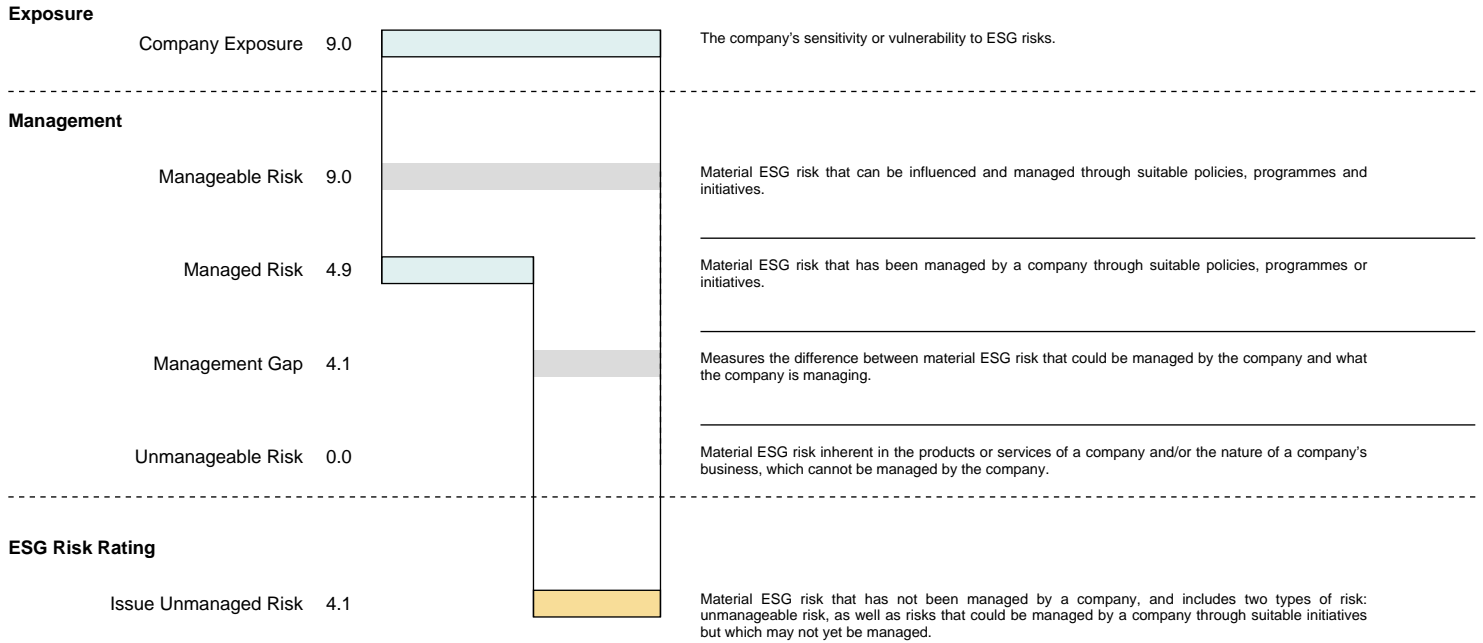 Exposure
Company Exposure 9.0
The company's sensitivity or vulnerability to ESG risks.
Management
Manageable Risk 9.0
Material ESG risk that can be influenced and managed through suitable policies, programmes and
initiatives.
Managed Risk 4.9
Material ESG risk that has been managed by a company through suitable policies, programmes or
initiatives.
Management Gap 4.1
Measures the difference between material ESG risk that could be managed by the company and what
the company is managing.
Unmanageable Risk 0.0
Material ESG risk inherent in the products or services of a company and/or the nature of a company's
business, which cannot be managed by the company.
ESG Risk Rating
Issue Unmanaged Risk 4.1
Material ESG risk that has not been managed by a company, and includes two types of risk:
unmanageable risk, as well as risks that could be managed by a company through suitable initiatives
but which may not yet be managed.